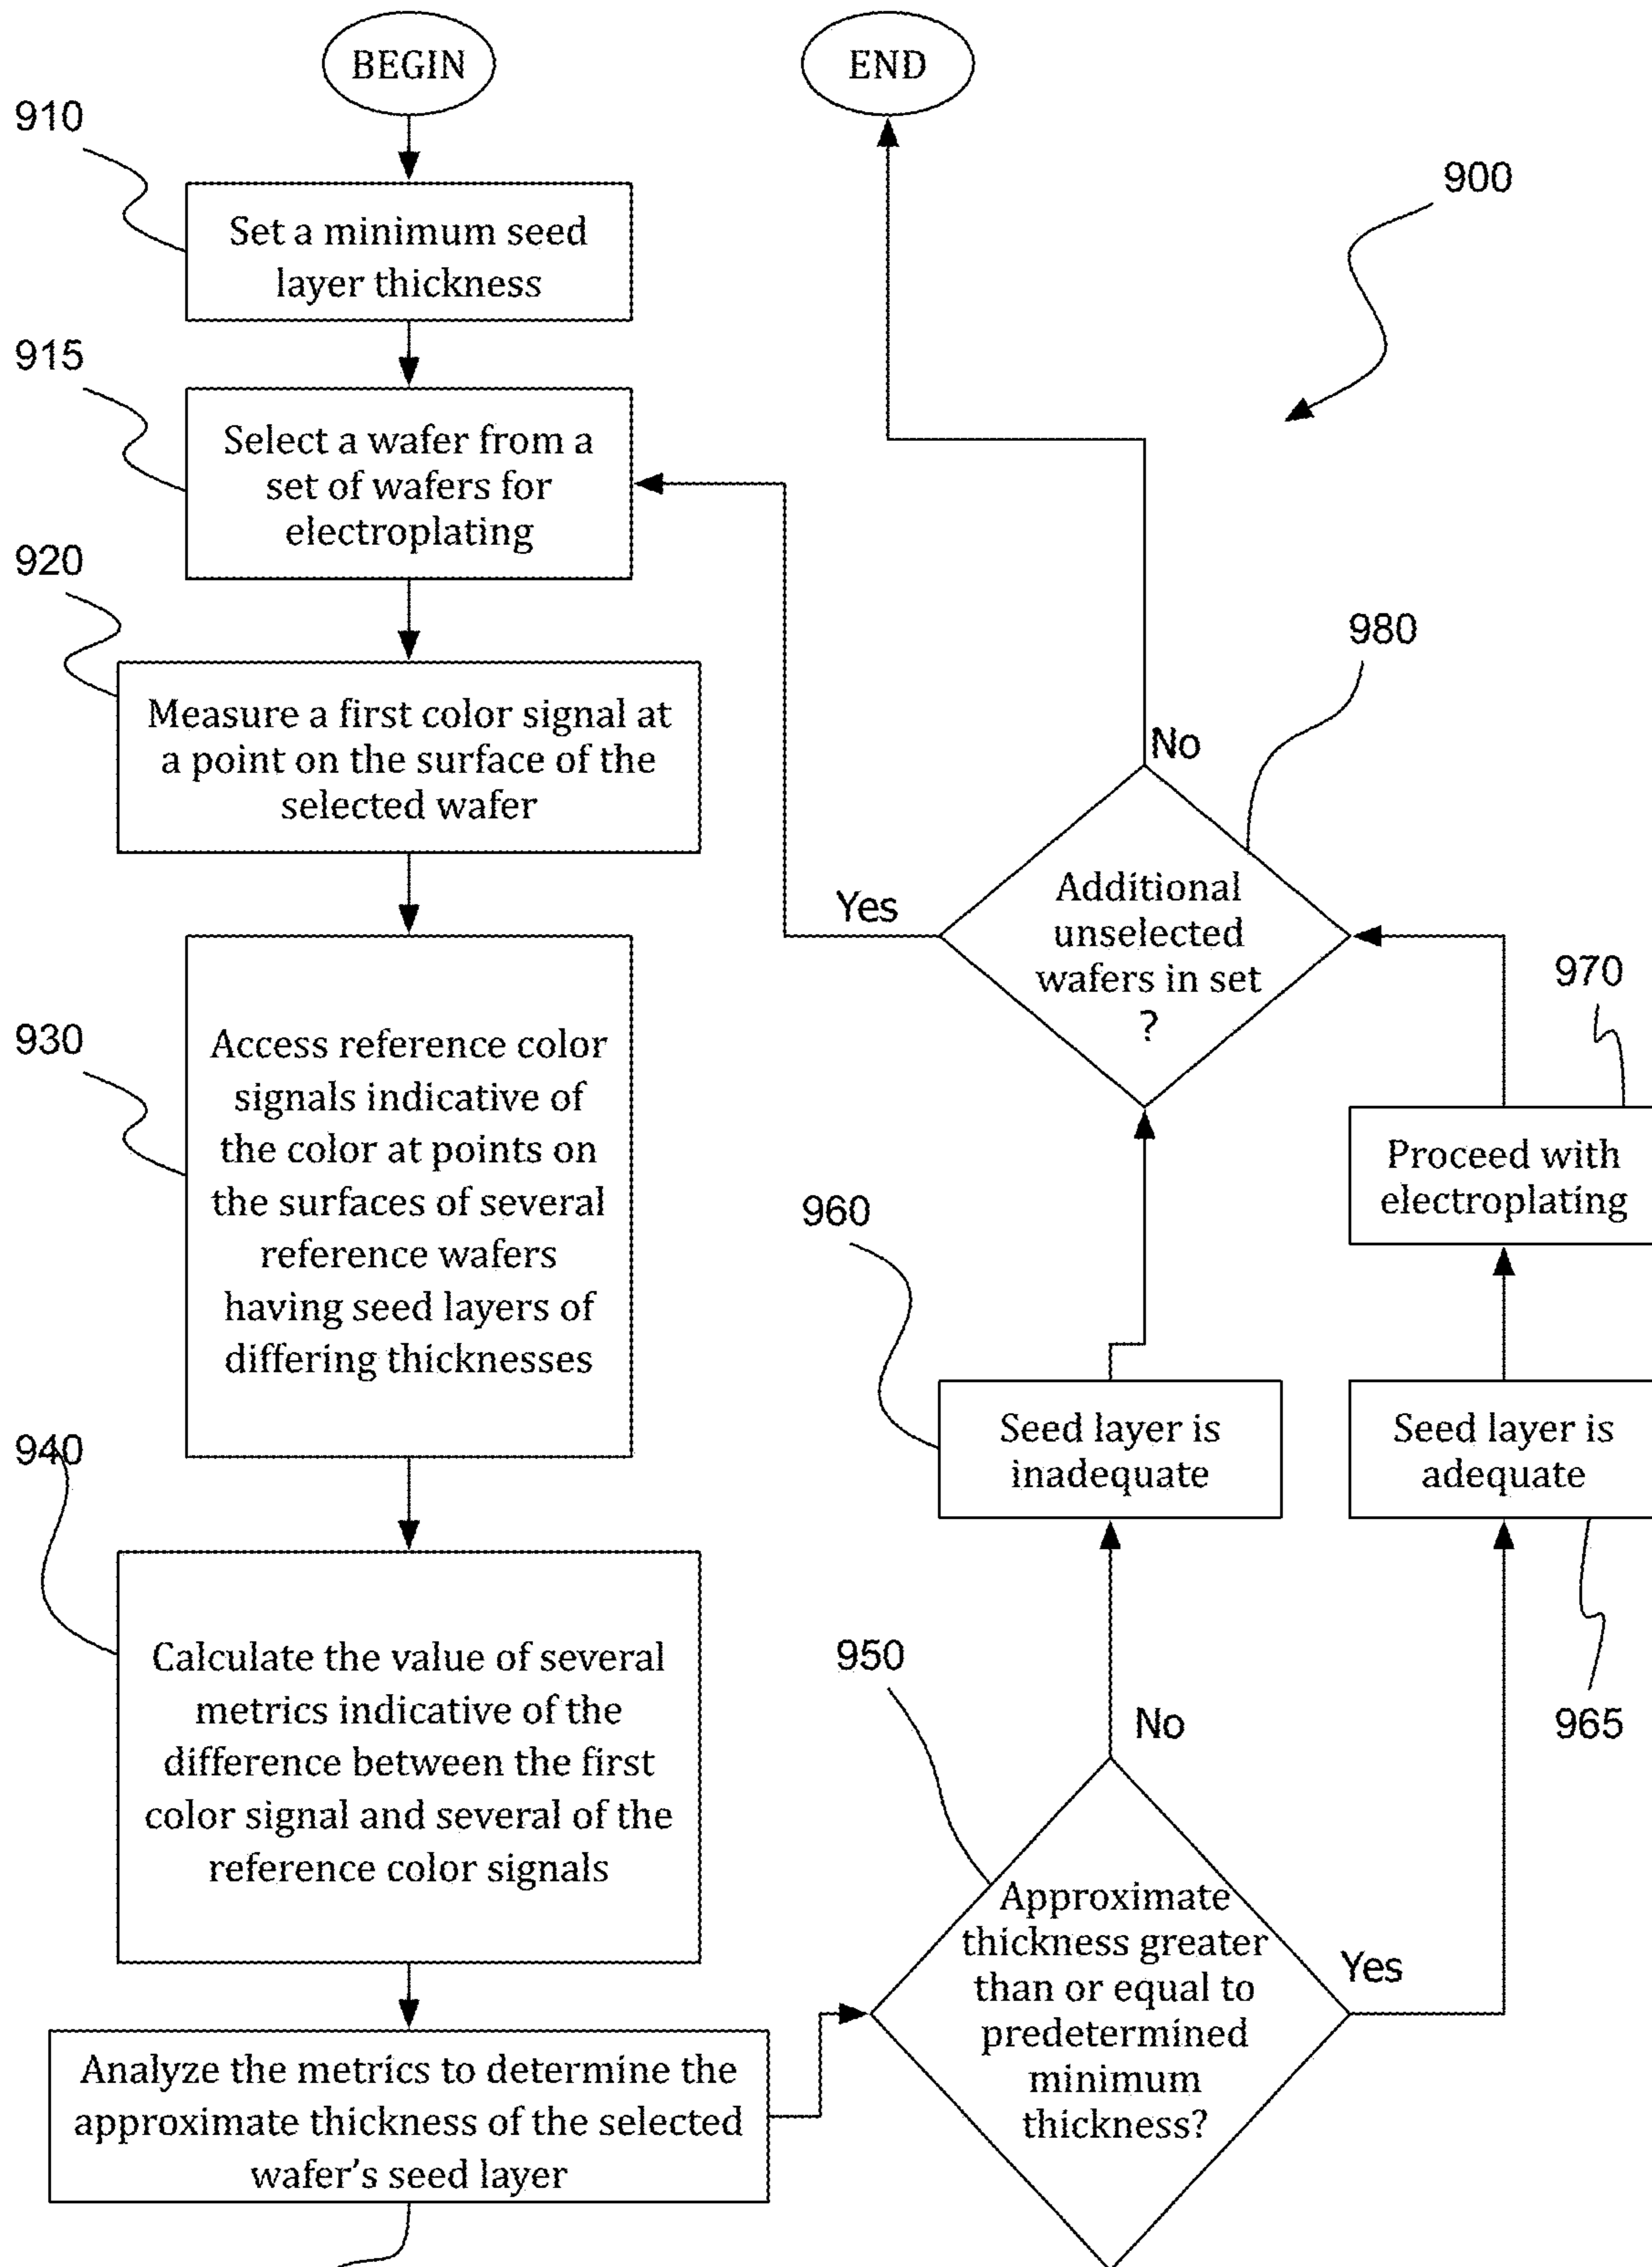 BEGIN
END
910
900
Set a minimum seed
layer thickness
915
Select a wafer from a
set of wafers for
electroplating
920
Measure a first color signal at
a point on the surface of the
selected wafer
980
No
Additional
unselected
wafers in set
?
Yes
930
Access reference color
signals indicative of
the color at points on
the surfaces of several
reference wafers
having seed layers of
differing thicknesses
970
Proceed with
electroplating
960
Seed layer is
inadequate
Seed layer is
adequate
965
940
Calculate the value of several
metrics indicative of the
difference between the first
color signal and several of the
reference color signals
950
No
Approximate
thickness greater
than or equal to
predetermined
minimum
thickness?
Yes
Analyze the metrics to determine the
approximate thickness of the selected
wafer's seed layer